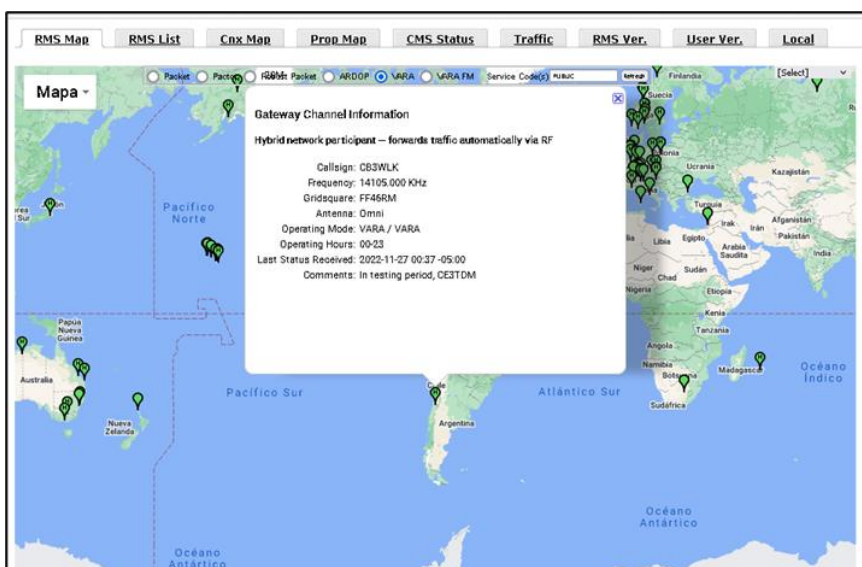 RMS Map RMS List Cnx Map Prop Map CMS Status Traffic RMS Ver. User Ver. Local
Packet Pactor Robust Packet ARDOP VARA VARA FM Service Code(s) PUBLIC Refresh [Select]
Mapa
Gateway Channel Information
Hybrid network participant — forwards traffic automatically via RF
Callsign: CB3WLK
Frequency: 14105.000 KHz
Gridsquare: FF46RM
Antenna: Omni
Operating Mode: VARA / VARA
Operating Hours: 00-23
Last Status Received: 2022-11-27 00:37 -05:00
Comments: In testing period, CE3TDM
Finlandia
Suecia
Ucrania
Kazajistán
Pacífico
Norte
Turquía
Irak
Irán
Afganistán
Pakistán
Libia
Egipto
Arabia
Saudita
India
Níger
Chad
Sudán
Nigeria
Etiopía
Kenia
Tanzania
Papúa
Nueva
Guinea
Angola
Namibia
Madagascar
Océano
Índico
Australia
Pacífico Sur
Chile
Atlántico Sur
Sudáfrica
Nueva
Zelanda
Argentina
Océano
Antártico
Océano
Antártico